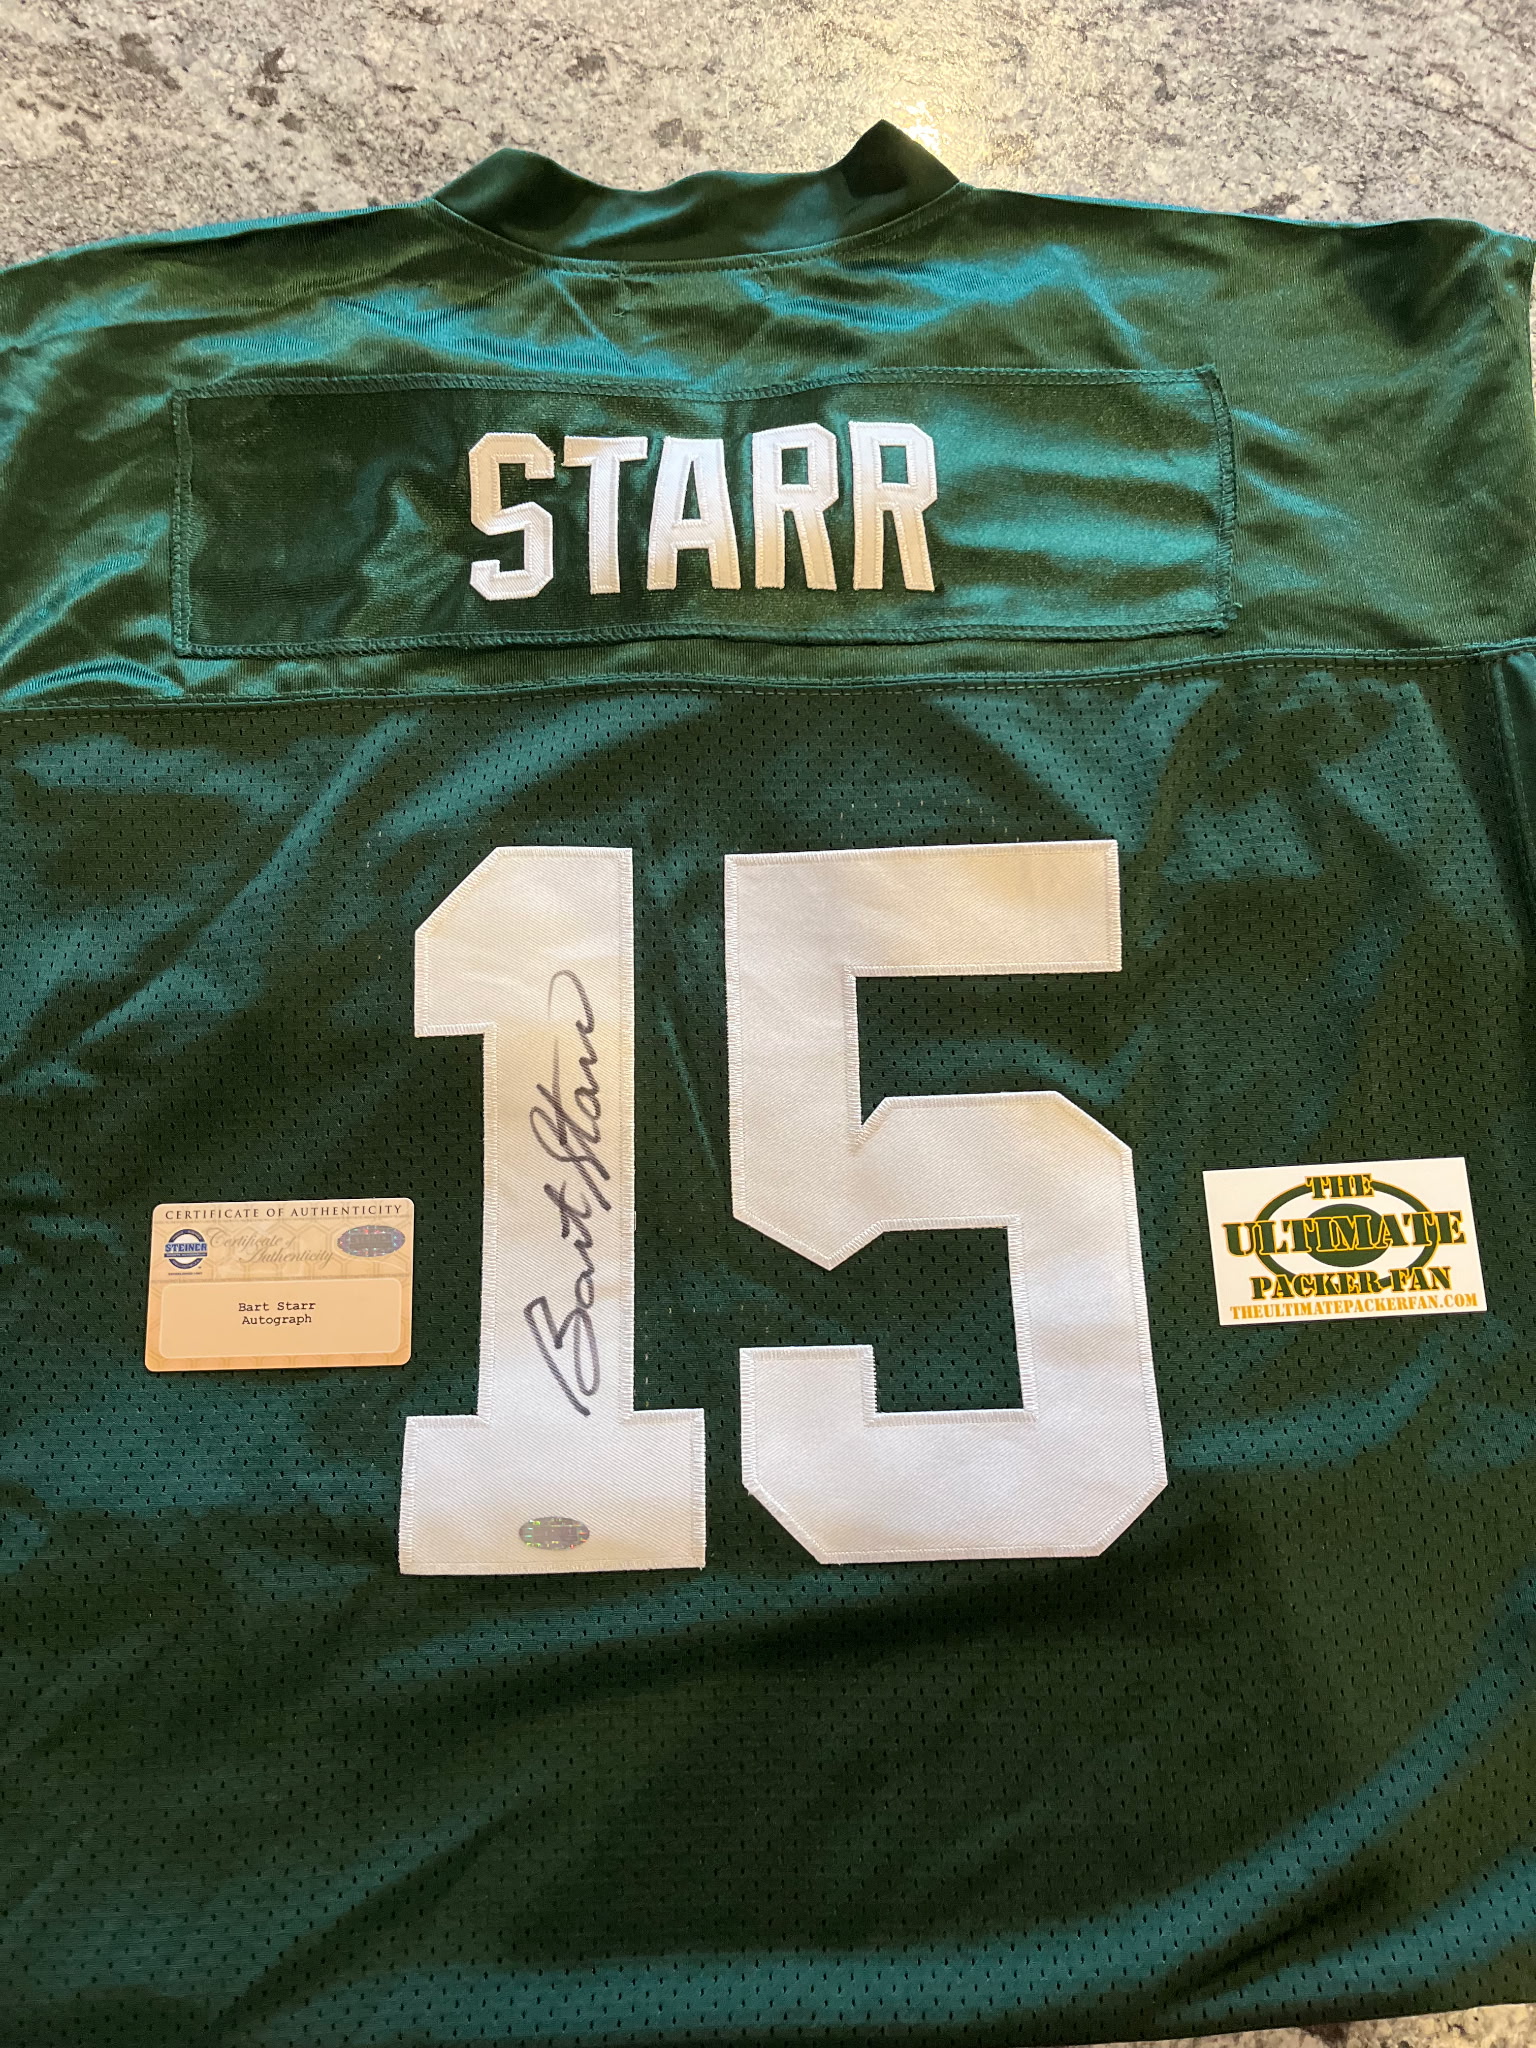 STARR
15
Bart Starr
CERTIFICATE OF AUTHENTICITY
STEINER
Certificate of
Authenticity
Bart Starr
Autograph
THE
ULTIMATE
PACKER FAN
THEULTIMATEPACKERFAN.COM